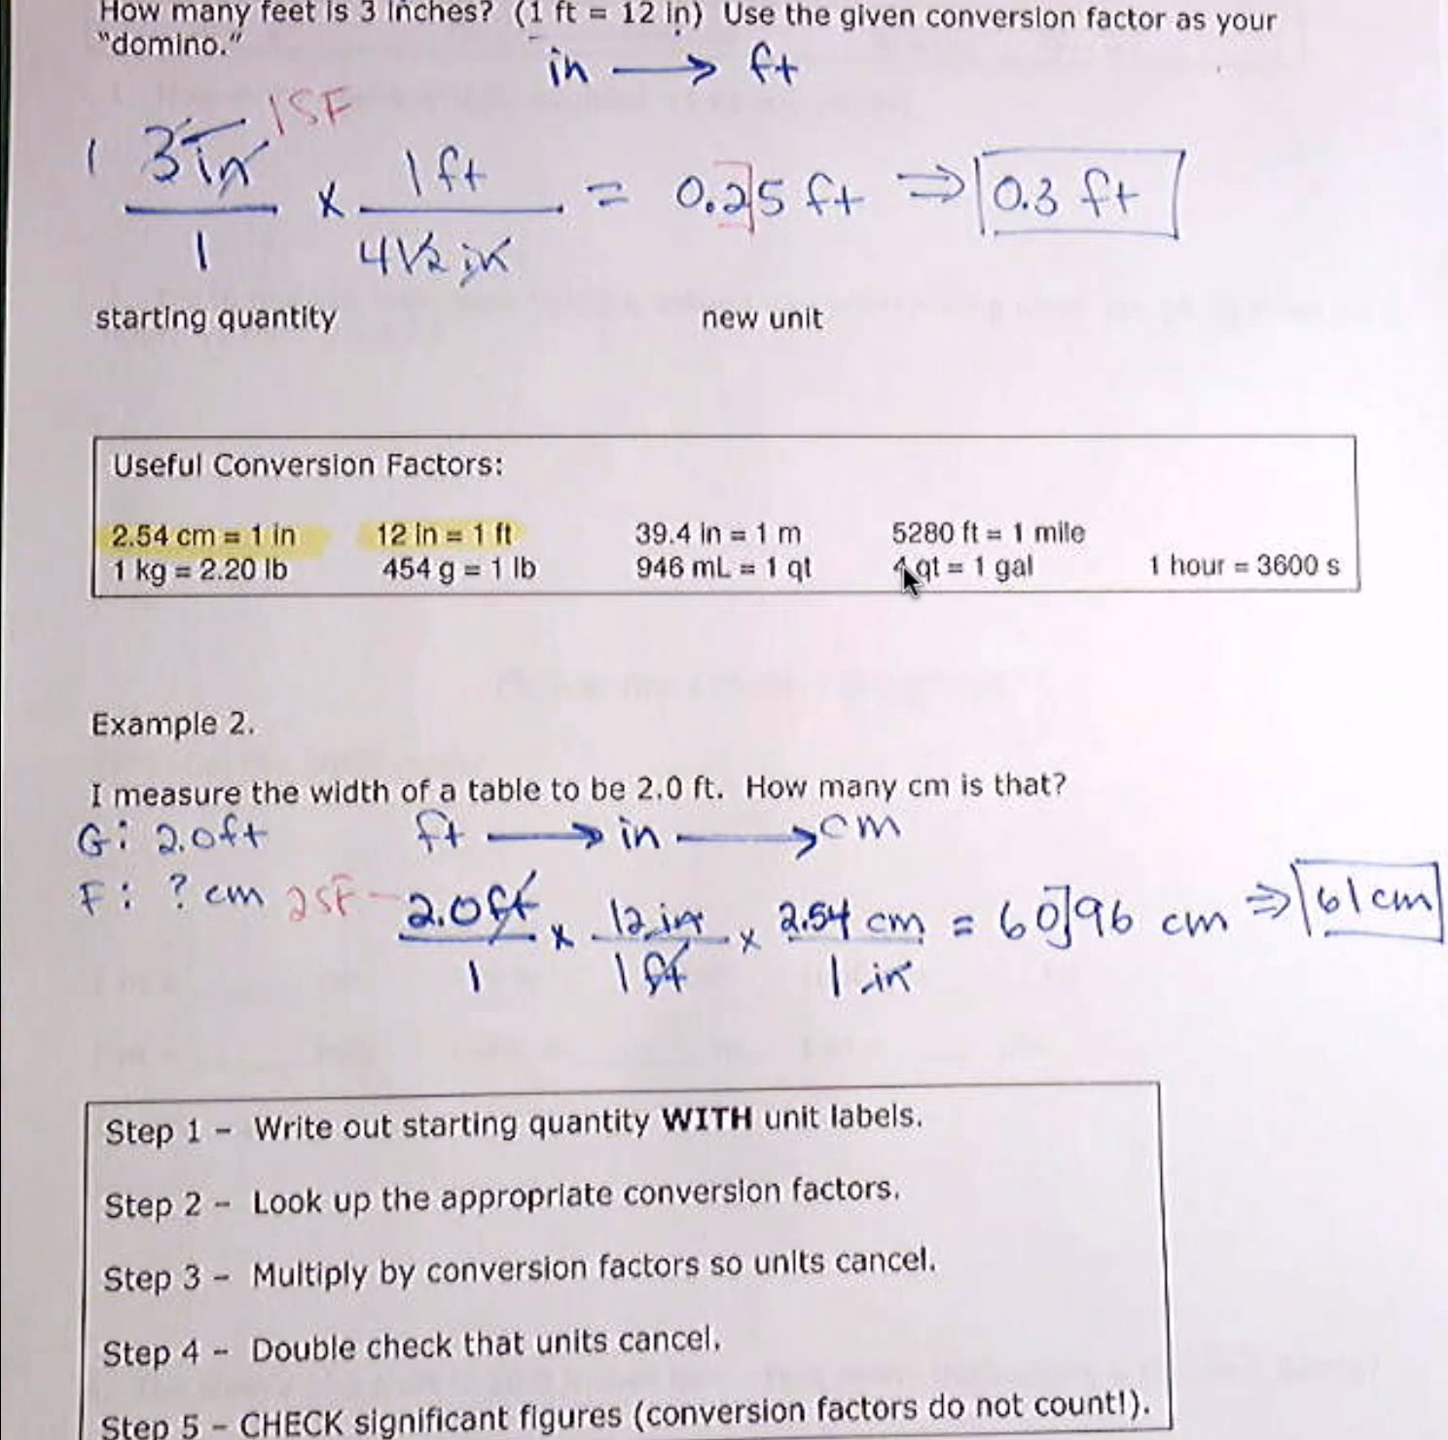 How many feet is 3 inches? (1 ft = 12 in) Use the given conversion factor as your
"domino."
in → ft
1 3 in 1SF
1 × 1 ft / 4 12 in = 0.25 ft ⇒ 0.3 ft
starting quantity new unit
Useful Conversion Factors:
2.54 cm = 1 in 12 in = 1 ft 39.4 in = 1 m 5280 ft = 1 mile
1 kg = 2.20 lb 454 g = 1 lb 946 mL = 1 qt 4 qt = 1 gal 1 hour = 3600 s
Example 2.
I measure the width of a table to be 2.0 ft. How many cm is that?
G: 2.0ft ft → in → cm
F: ? cm 2SF 2.0ft / 1 × 12 in / 1 ft × 2.54 cm / 1 in = 60.96 cm ⇒ 61 cm
Step 1 - Write out starting quantity WITH unit labels.
Step 2 - Look up the appropriate conversion factors.
Step 3 - Multiply by conversion factors so units cancel.
Step 4 - Double check that units cancel.
Step 5 - CHECK significant figures (conversion factors do not count!).